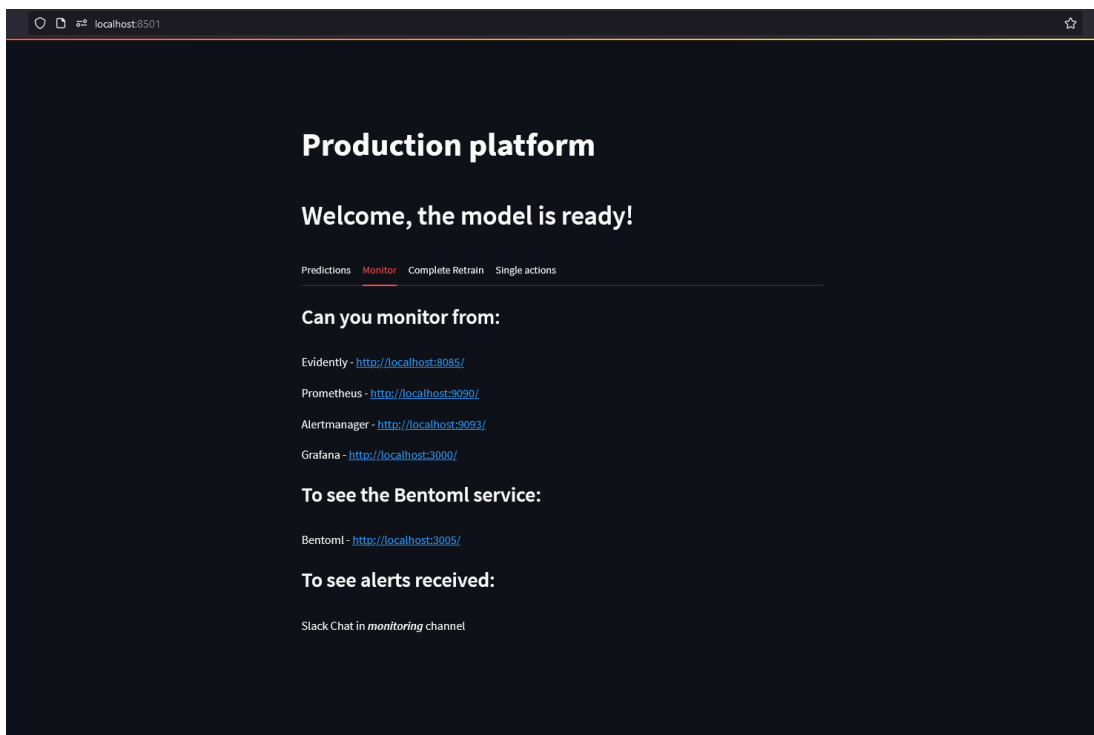 localhost:8501
Production platform
Welcome, the model is ready!
Predictions Monitor Complete Retrain Single actions
Can you monitor from:
Evidently - http://localhost:8085/
Prometheus - http://localhost:9090/
Alertmanager - http://localhost:9093/
Grafana - http://localhost:3000/
To see the Bentoml service:
Bentoml - http://localhost:3005/
To see alerts received:
Slack Chat in monitoring channel